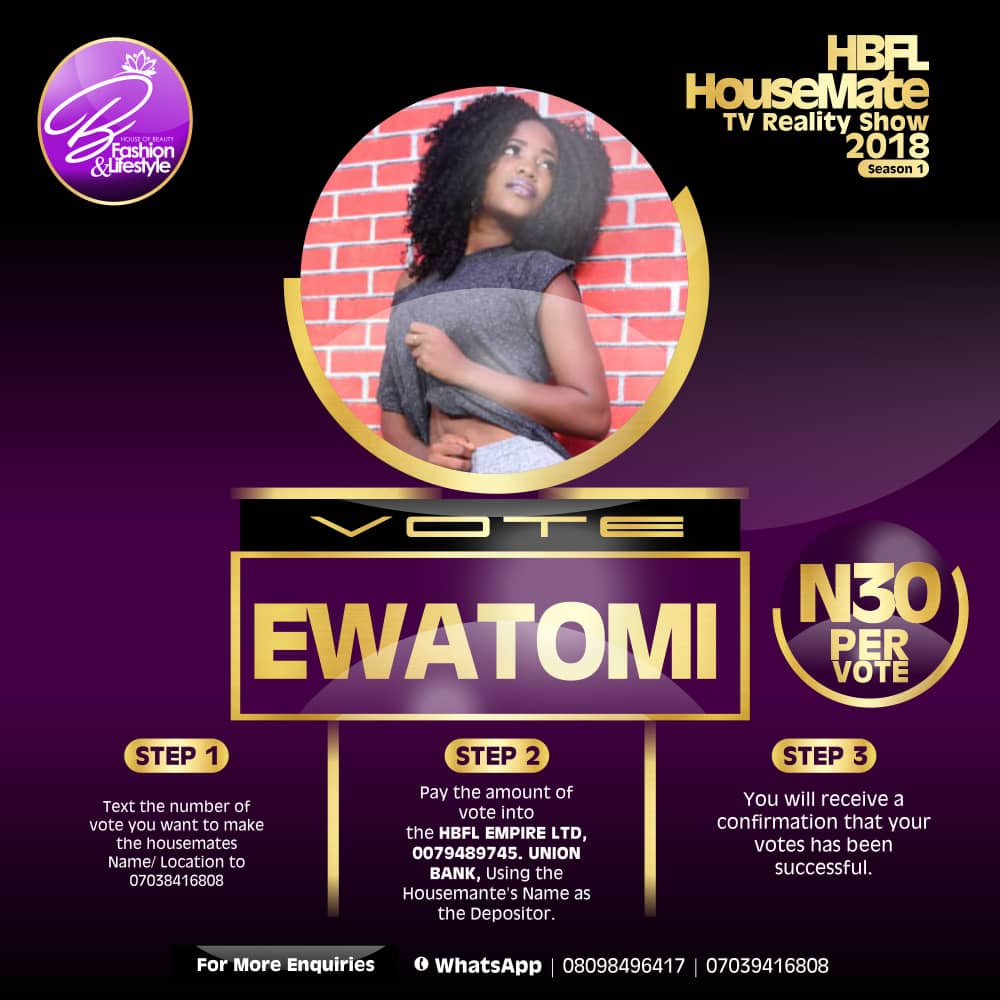 B
HOUSE OF BEAUTY
Fashion
&Lifestyle
HBFL
HouseMate
TV Reality Show
2018
Season 1
VOTE
EWATOMI
N30
PER
VOTE
STEP 1
Text the number of
vote you want to make
the housemates
Name/ Location to
07038416808
STEP 2
Pay the amount of
vote into
the HBFL EMPIRE LTD,
0079489745. UNION
BANK, Using the
Housemante's Name as
the Depositor.
STEP 3
You will receive a
confirmation that your
votes has been
successful.
For More Enquiries
WhatsApp | 08098496417 | 07039416808